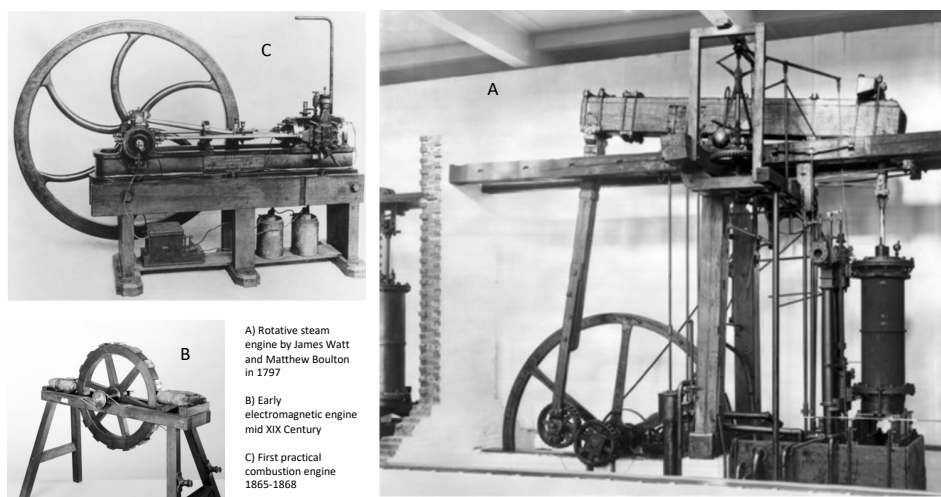 C
A
B
A) Rotative steam
engine by James Watt
and Matthew Boulton
in 1797
B) Early
electromagnetic engine
mid XIX Century
C) First practical
combustion engine
1865-1868